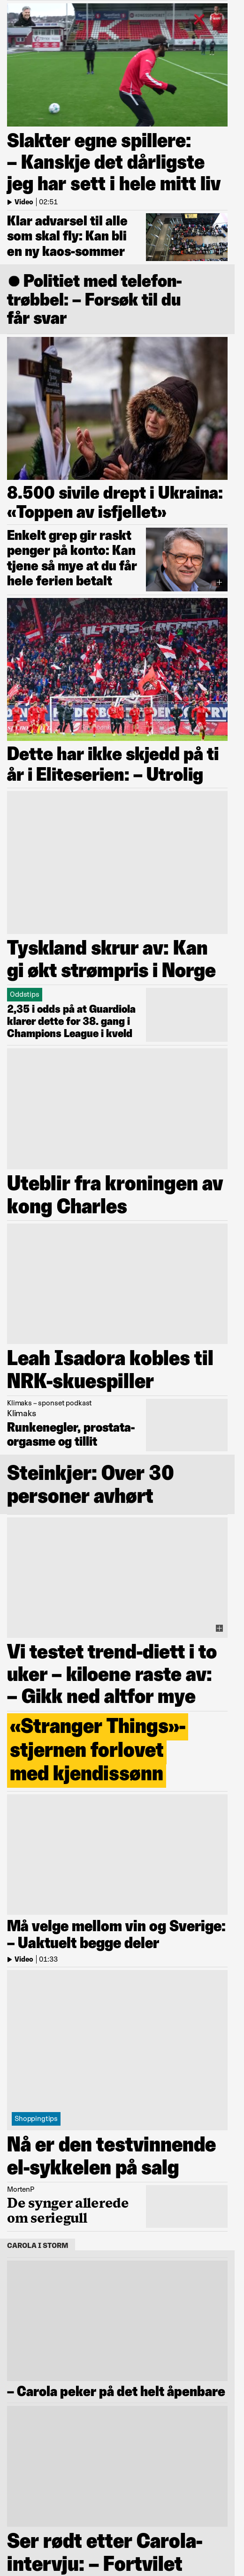 Slakter egne spillere:
– Kanskje det dårligste
jeg har sett i hele mitt liv
Video | 02:51
Klar advarsel til alle
som skal fly: Kan bli
en ny kaos-sommer
● Politiet med telefon-
trøbbel: – Forsøk til du
får svar
8.500 sivile drept i Ukraina:
«Toppen av isfjellet»
Enkelt grep gir raskt
penger på konto: Kan
tjene så mye at du får
hele ferien betalt
ULTRAS
Dette har ikke skjedd på ti
år i Eliteserien: – Utrolig
Tyskland skrur av: Kan
gi økt strømpris i Norge
Oddstips
2,35 i odds på at Guardiola
klarer dette for 38. gang i
Champions League i kveld
Uteblir fra kroningen av
kong Charles
Leah Isadora kobles til
NRK-skuespiller
Klimaks – sponset podkast
Klimaks
Runkenegler, prostata-
orgasme og tillit
Steinkjer: Over 30
personer avhørt
Vi testet trend-diett i to
uker – kiloene raste av:
– Gikk ned altfor mye
«Stranger Things»-
stjernen forlovet
med kjendissønn
Må velge mellom vin og Sverige:
– Uaktuelt begge deler
Video | 01:33
Shoppingtips
Nå er den testvinnende
el-sykkelen på salg
MortenP
De synger allerede
om seriegull
CAROLA I STORM
– Carola peker på det helt åpenbare
Ser rødt etter Carola-
intervju: – Fortvilet